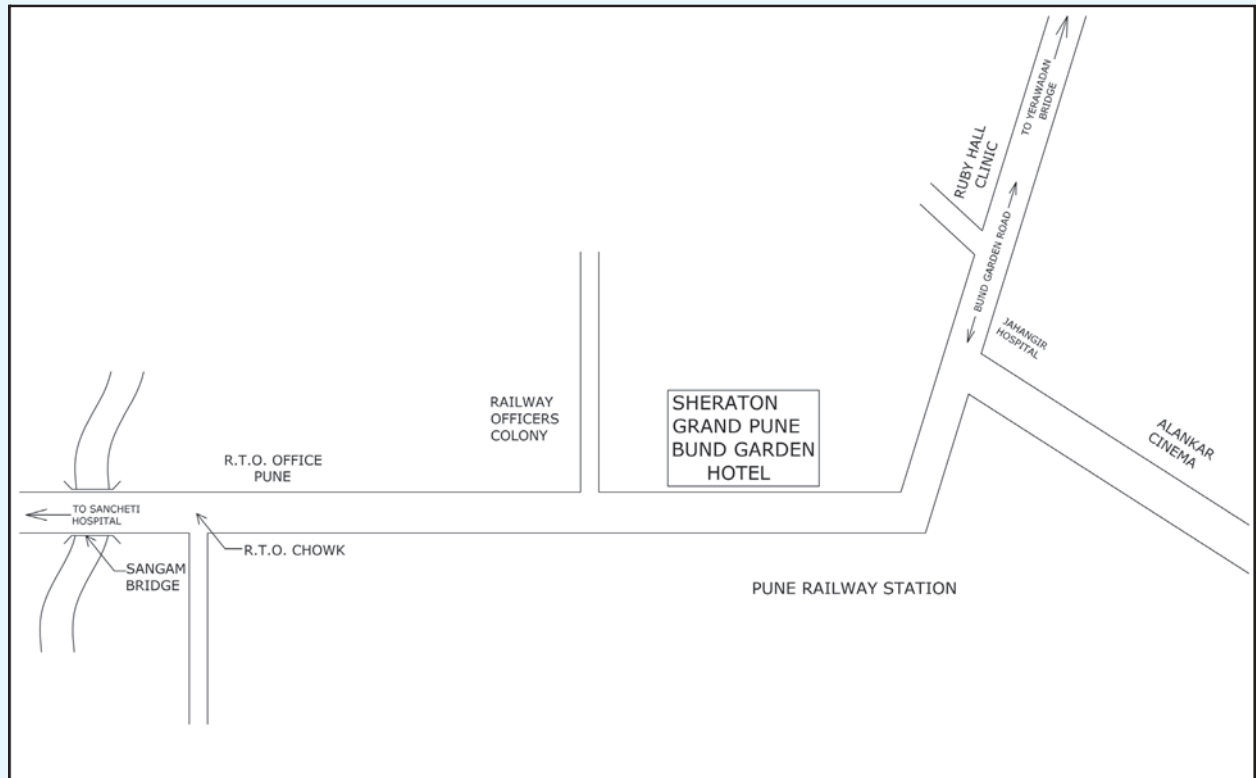 TO YERAWADAN
BRIDGE
RUBY HALL
CLINIC
BUND GARDEN ROAD
JAHANGIR
HOSPITAL
ALANKAR
CINEMA
RAILWAY
OFFICERS
COLONY
SHERATON
GRAND PUNE
BUND GARDEN
HOTEL
R.T.O. OFFICE
PUNE
TO SANCHETI
HOSPITAL
R.T.O. CHOWK
SANGAM
BRIDGE
PUNE RAILWAY STATION